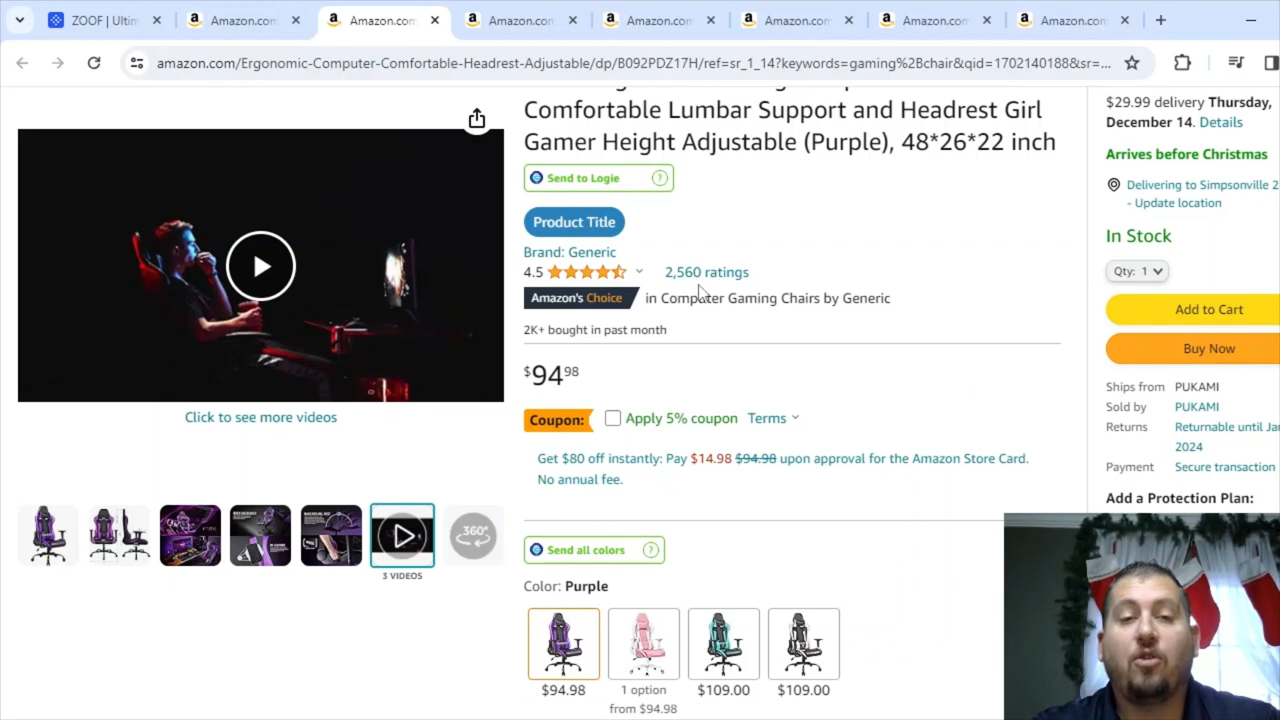 ZOOF | Ultim
Amazon.com
Amazon.com
Amazon.com
Amazon.com
Amazon.com
Amazon.com
Amazon.com
amazon.com/Ergonomic-Computer-Comfortable-Headrest-Adjustable/dp/B092PDZ17H/ref=sr_1_14?keywords=gaming%2Bchair&qid=1702140188&sr=...
Comfortable Lumbar Support and Headrest Girl
Gamer Height Adjustable (Purple), 48*26*22 inch
Send to Logie ?
Product Title
Brand: Generic
4.5
2,560 ratings
Amazon's Choice in Computer Gaming Chairs by Generic
2K+ bought in past month
$94 98
Coupon: Apply 5% coupon Terms
Get $80 off instantly: Pay $14.98 $94.98 upon approval for the Amazon Store Card.
No annual fee.
Send all colors ?
Color: Purple
$94.98
1 option
from $94.98
$109.00
$109.00
Click to see more videos
3 VIDEOS
360°
$29.99 delivery Thursday,
December 14. Details
Arrives before Christmas
Delivering to Simpsonville 2
- Update location
In Stock
Qty: 1
Add to Cart
Buy Now
Ships from PUKAMI
Sold by PUKAMI
Returns Returnable until Ja
2024
Payment Secure transaction
Add a Protection Plan: